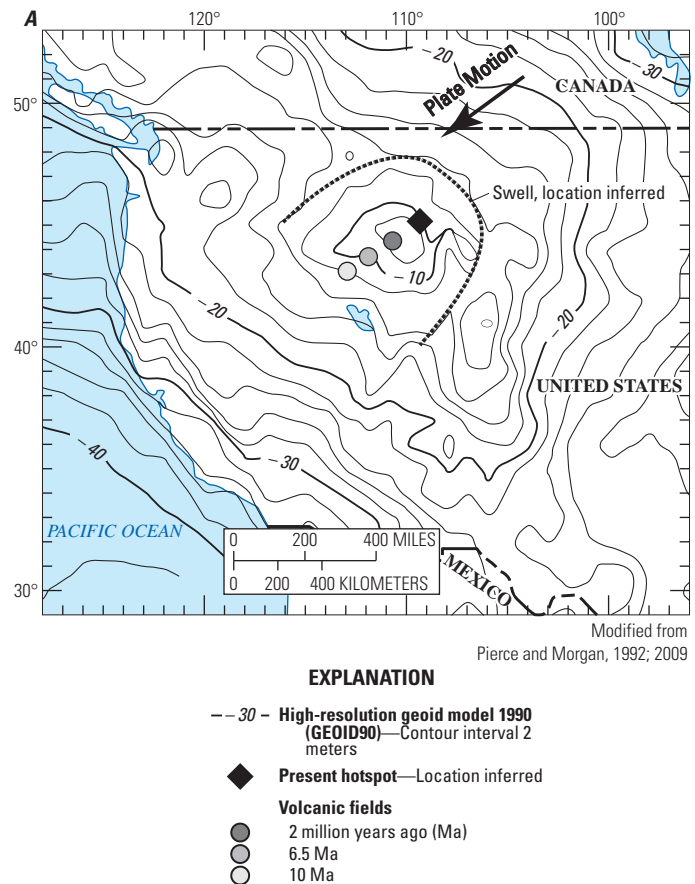 A
120°
110°
100°
50°
40°
30°
–20
–30
CANADA
Plate Motion
Swell, location inferred
–10
–20
–20
UNITED STATES
–40
–30
PACIFIC OCEAN
0 200 400 MILES
0 200 400 KILOMETERS
MEXICO
Modified from
Pierce and Morgan, 1992; 2009
EXPLANATION
–30 High-resolution geoid model 1990
(GEOID90)—Contour interval 2
meters
Present hotspot—Location inferred
Volcanic fields
2 million years ago (Ma)
6.5 Ma
10 Ma